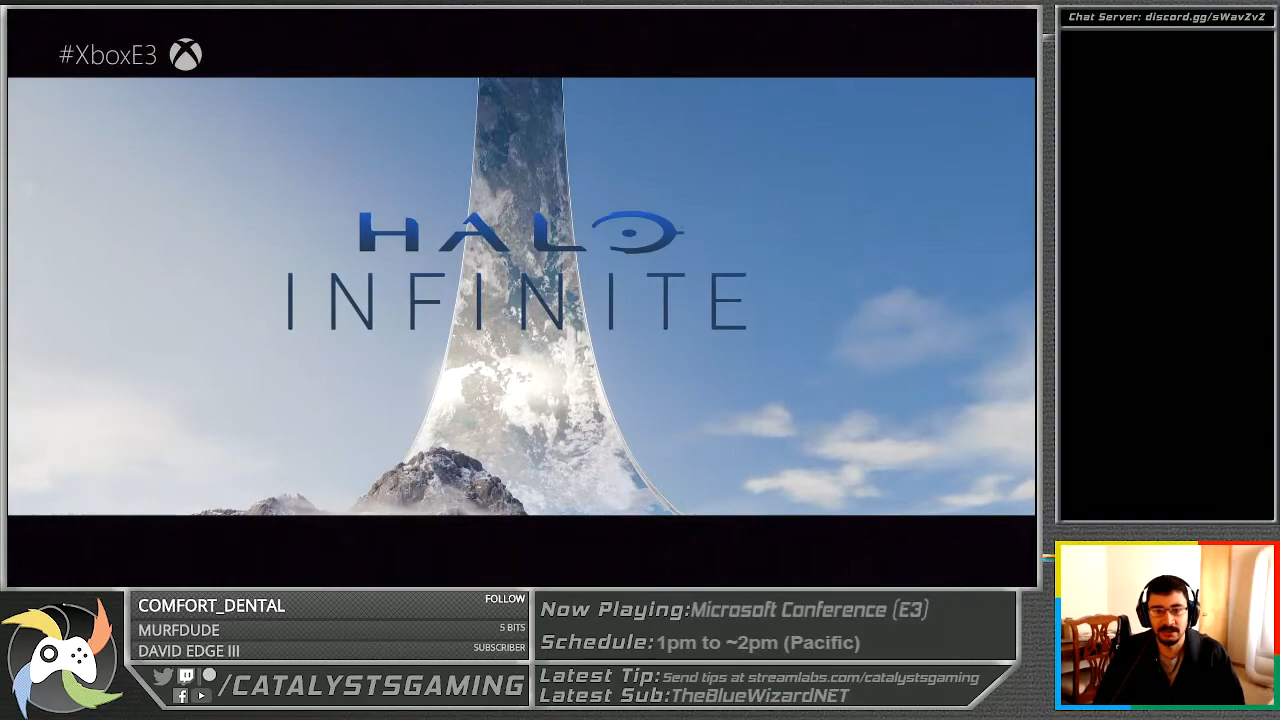 #XboxE3
HALO
INFINITE
Chat Server: discord.gg/sWavZvZ
COMFORT_DENTAL FOLLOW
MURFDUDE 5 BITS
DAVID EDGE III SUBSCRIBER
/CATALYSTSGAMING
Now Playing:Microsoft Conference (E3)
Schedule:1pm to ~2pm (Pacific)
Latest Tip:Send tips at streamlabs.com/catalystsgaming
Latest Sub:TheBlueWizardNET